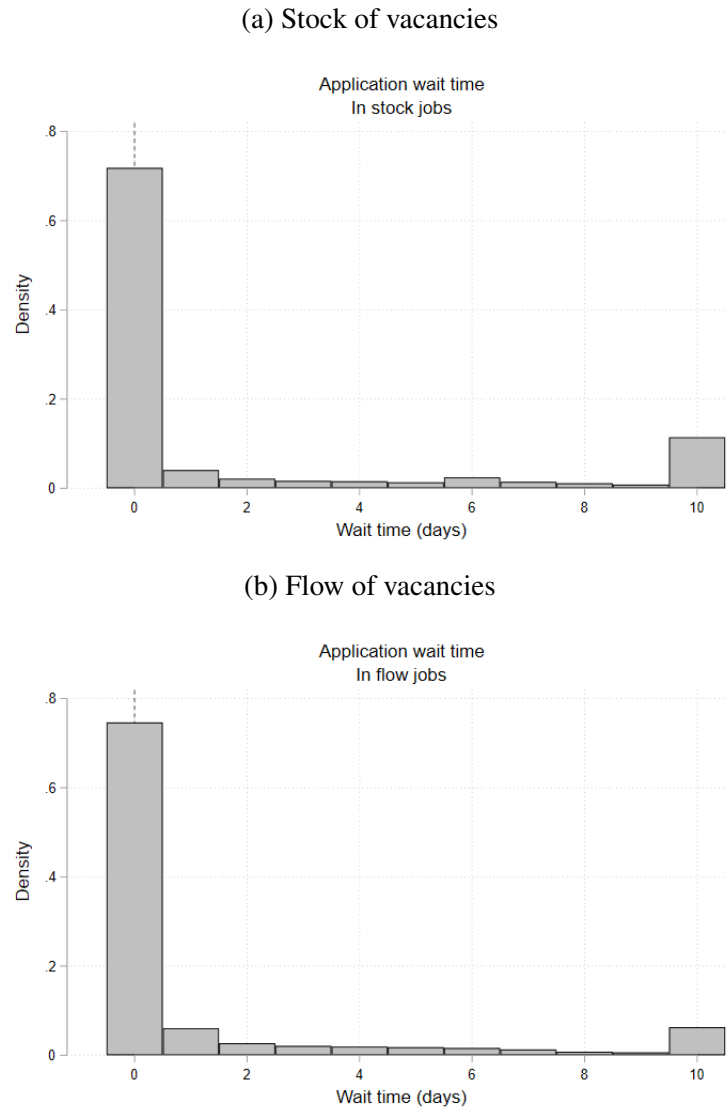 (a) Stock of vacancies
Application wait time
In stock jobs
.8
.6
.4
.2
0
Density
0 2 4 6 8 10
Wait time (days)
(b) Flow of vacancies
Application wait time
In flow jobs
.8
.6
.4
.2
0
Density
0 2 4 6 8 10
Wait time (days)